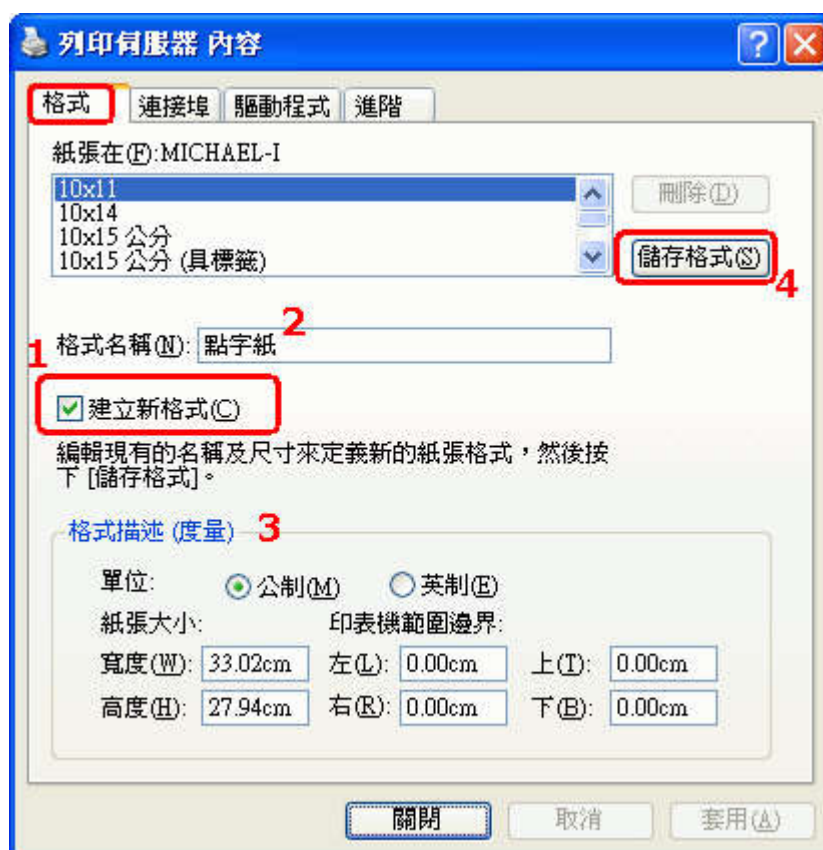 列印伺服器 內容
格式 連接埠 驅動程式 進階
紙張在(F):MICHAEL-I
10x11
10x14
10x15 公分
10x15 公分 (具標籤)
刪除(D)
儲存格式(S)
4
格式名稱(N): 點字紙
2
1
建立新格式(C)
編輯現有的名稱及尺寸來定義新的紙張格式，然後按
下 [儲存格式]。
格式描述 (度量) 3
單位: 公制(M) 英制(E)
紙張大小: 印表機範圍邊界:
寬度(W): 33.02cm 左(L): 0.00cm 上(T): 0.00cm
高度(H): 27.94cm 右(R): 0.00cm 下(B): 0.00cm
關閉 取消 套用(A)